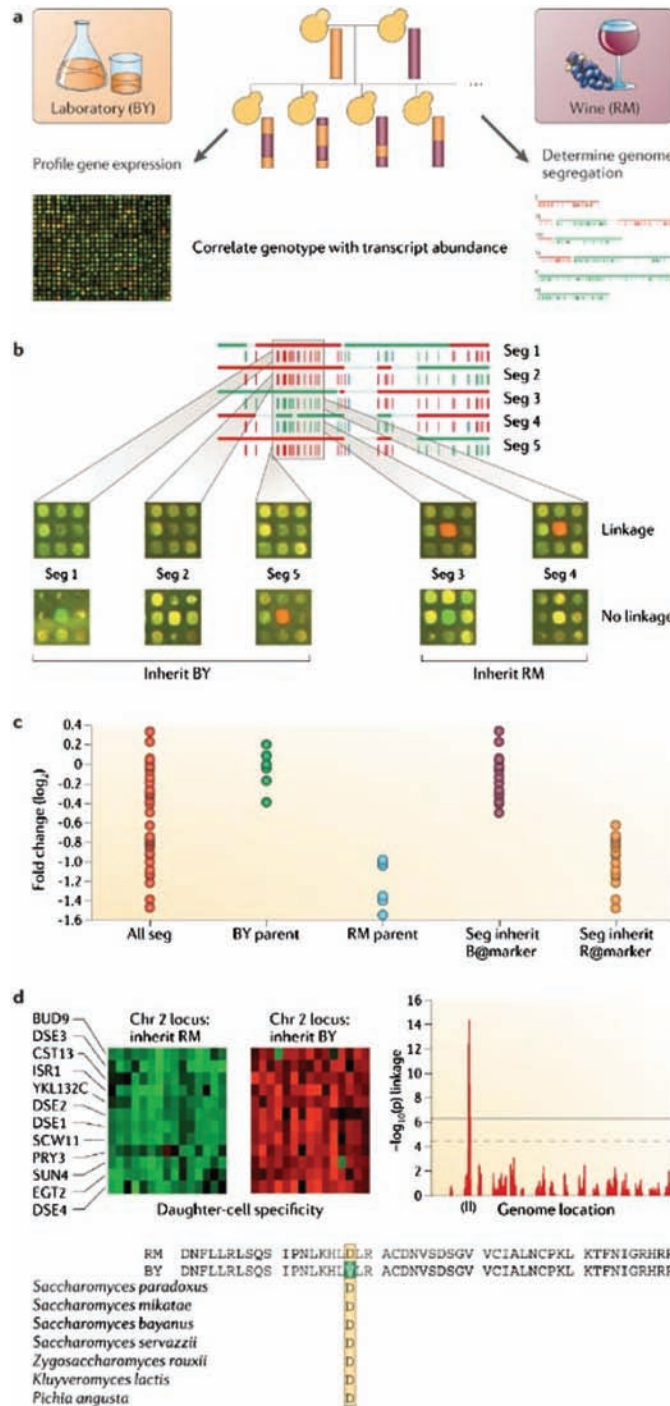 a
Laboratory (BY)
Wine (RM)
...
Profile gene expression
Determine genome
segregation
Correlate genotype with transcript abundance
b
Seg 1
Seg 2
Seg 3
Seg 4
Seg 5
Linkage
Seg 1
Seg 2
Seg 5
Seg 3
Seg 4
No linkage
Inherit BY
Inherit RM
c
Fold change (log2)
0.4
0.2
0
-0.2
-0.4
-0.6
-0.8
-1.0
-1.2
-1.4
-1.6
All seg
BY parent
RM parent
Seg inherit
B@marker
Seg inherit
R@marker
d
BUD9
DSE3
CST13
ISR1
YKL132C
DSE2
DSE1
SCW11
PRY3
SUN4
EGT2
DSE4
Chr 2 locus:
inherit RM
Chr 2 locus:
inherit BY
Daughter-cell specificity
−log10(p) linkage
16
14
12
10
8
6
4
2
0
(II)
Genome location
RM DNFLLRLSQS IPNLKHLDLR ACDNVSDSGV VCIALNCPKL KTFNIGRHRR
BY DNFLLRLSQS IPNLKHL LR ACDNVSDSGV VCIALNCPKL KTFNIGRHRR
Saccharomyces paradoxus D
Saccharomyces mikatae D
Saccharomyces bayanus D
Saccharomyces servazzii D
Zygosaccharomyces rouxii D
Kluyveromyces lactis D
Pichia angusta D